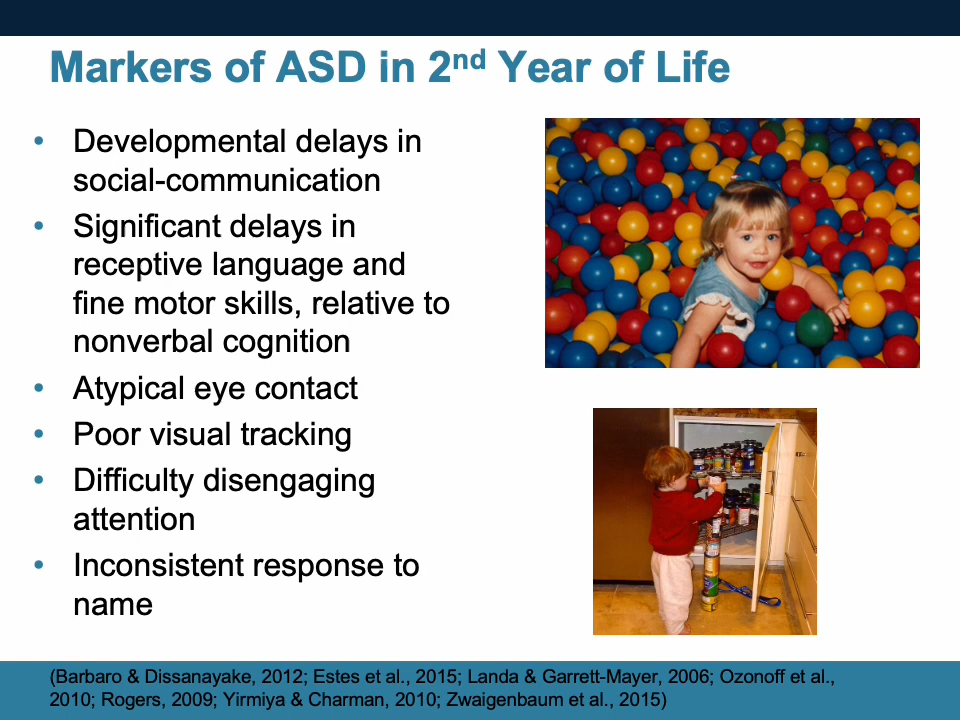 Markers of ASD in 2nd Year of Life
• Developmental delays in
social-communication
• Significant delays in
receptive language and
fine motor skills, relative to
nonverbal cognition
• Atypical eye contact
• Poor visual tracking
• Difficulty disengaging
attention
• Inconsistent response to
name
(Barbaro & Dissanayake, 2012; Estes et al., 2015; Landa & Garrett-Mayer, 2006; Ozonoff et al.,
2010; Rogers, 2009; Yirmiya & Charman, 2010; Zwaigenbaum et al., 2015)